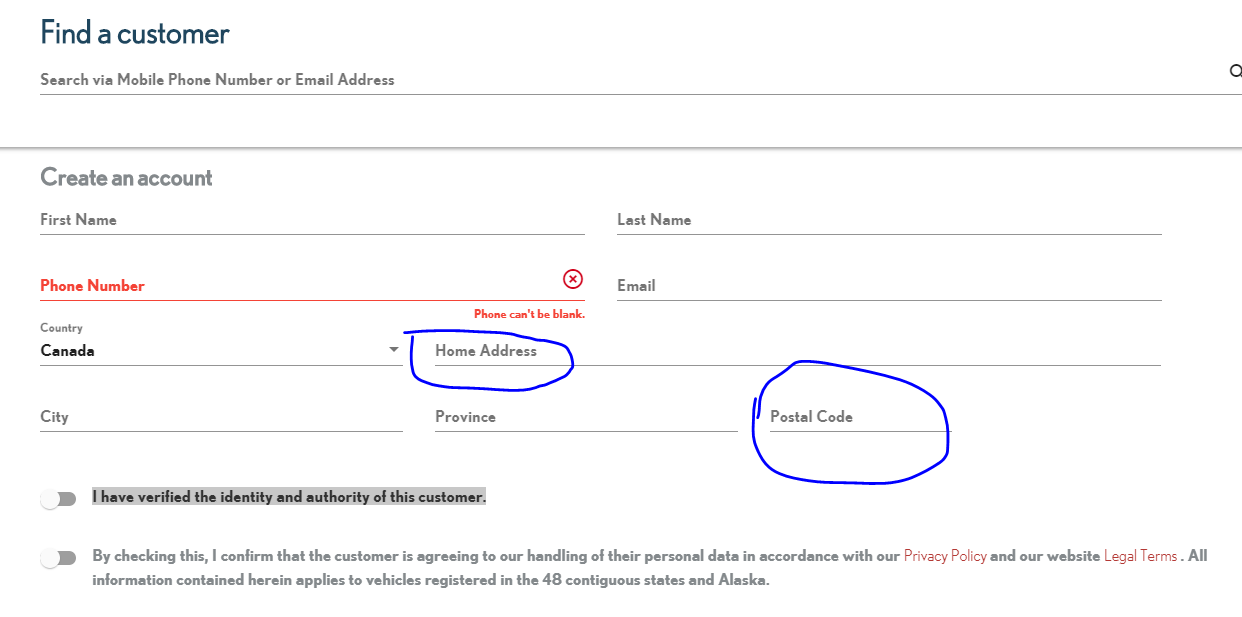 Find a customer
Search via Mobile Phone Number or Email Address
Create an account
First Name
Last Name
Phone Number
Email
Phone can't be blank.
Country
Canada
Home Address
City
Province
Postal Code
I have verified the identity and authority of this customer.
By checking this, I confirm that the customer is agreeing to our handling of their personal data in accordance with our Privacy Policy and our website Legal Terms . All
information contained herein applies to vehicles registered in the 48 contiguous states and Alaska.